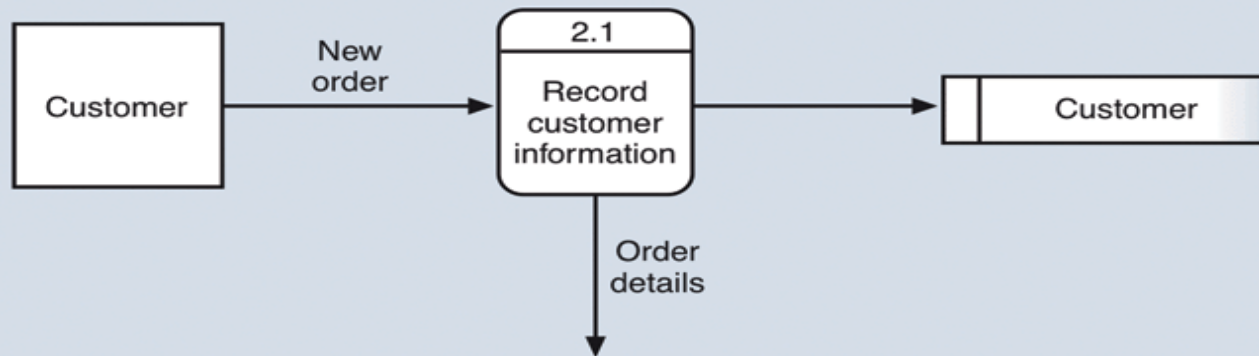 Customer
New
order
2.1
Record
customer
information
Customer
Order
details